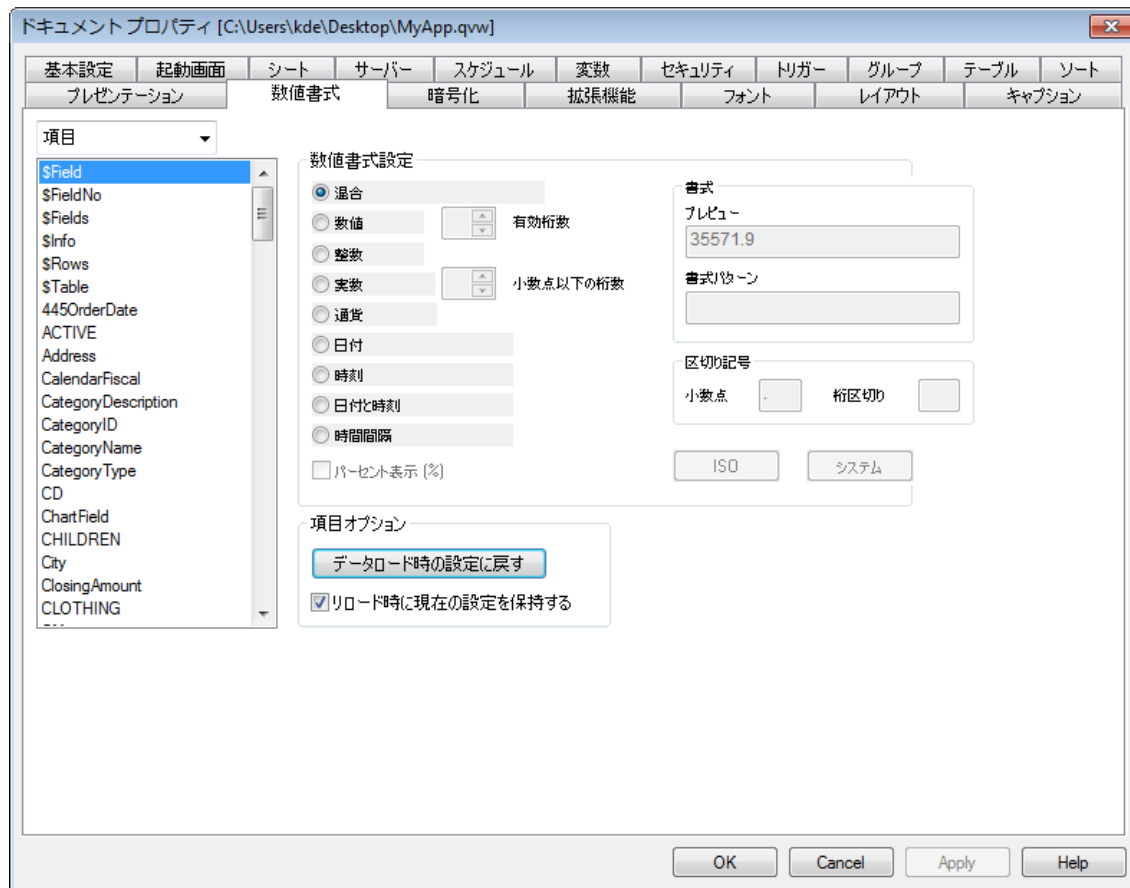 ドキュメント プロパティ [C:\Users\kde\Desktop\MyApp.qvw]
基本設定 起動画面 シート サーバー スケジュール 変数 セキュリティ トリガー グループ テーブル ソート
プレゼンテーション 数値書式 暗号化 拡張機能 フォント レイアウト キャプション
項目
$Field
$FieldNo
$Fields
$Info
$Rows
$Table
445OrderDate
ACTIVE
Address
CalendarFiscal
CategoryDescription
CategoryID
CategoryName
CategoryType
CD
ChartField
CHILDREN
City
ClosingAmount
CLOTHING
数値書式設定
混合
数値 有効桁数
整数
実数 小数点以下の桁数
通貨
日付
時刻
日付と時刻
時間間隔
パーセント表示 (%)
書式
プレビュー
35571.9
書式パターン
区切り記号
小数点 . 桁区切り
ISO システム
項目オプション
データロード時の設定に戻す
リロード時に現在の設定を保持する
OK Cancel Apply Help